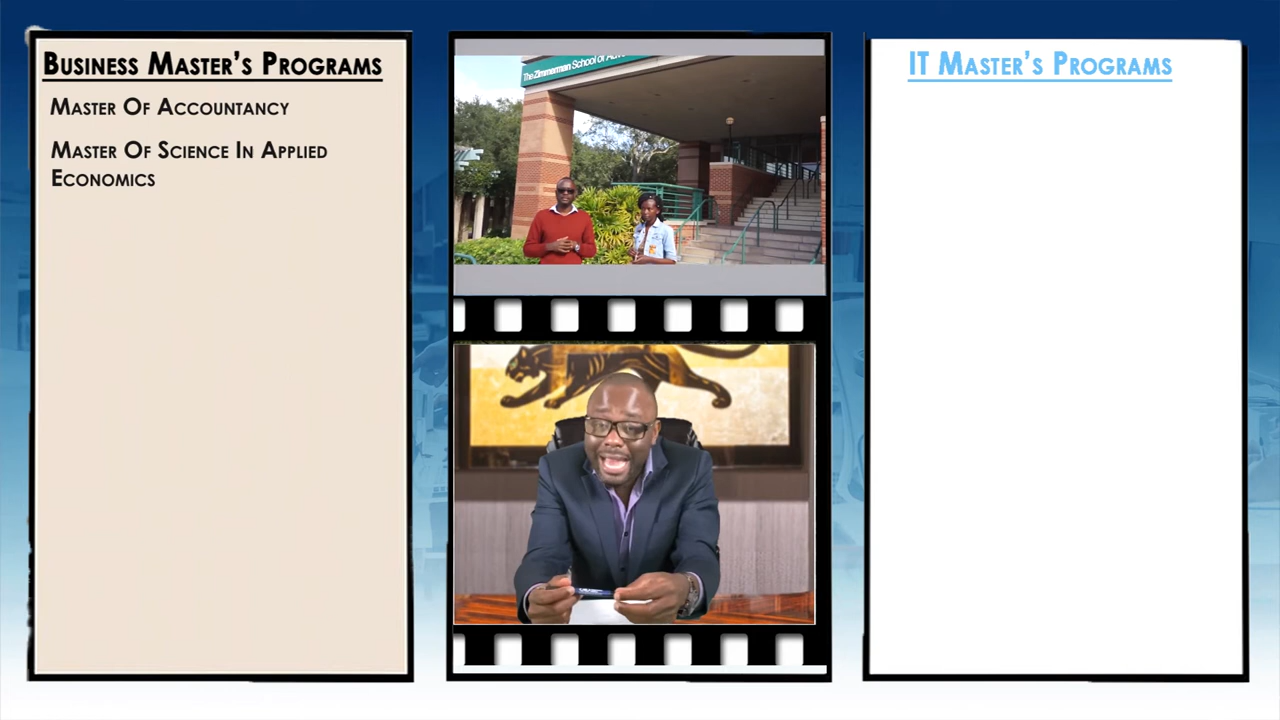 Business Master's Programs
Master Of Accountancy
Master Of Science In Applied
Economics
The Zimmerman School of
IT Master's Programs